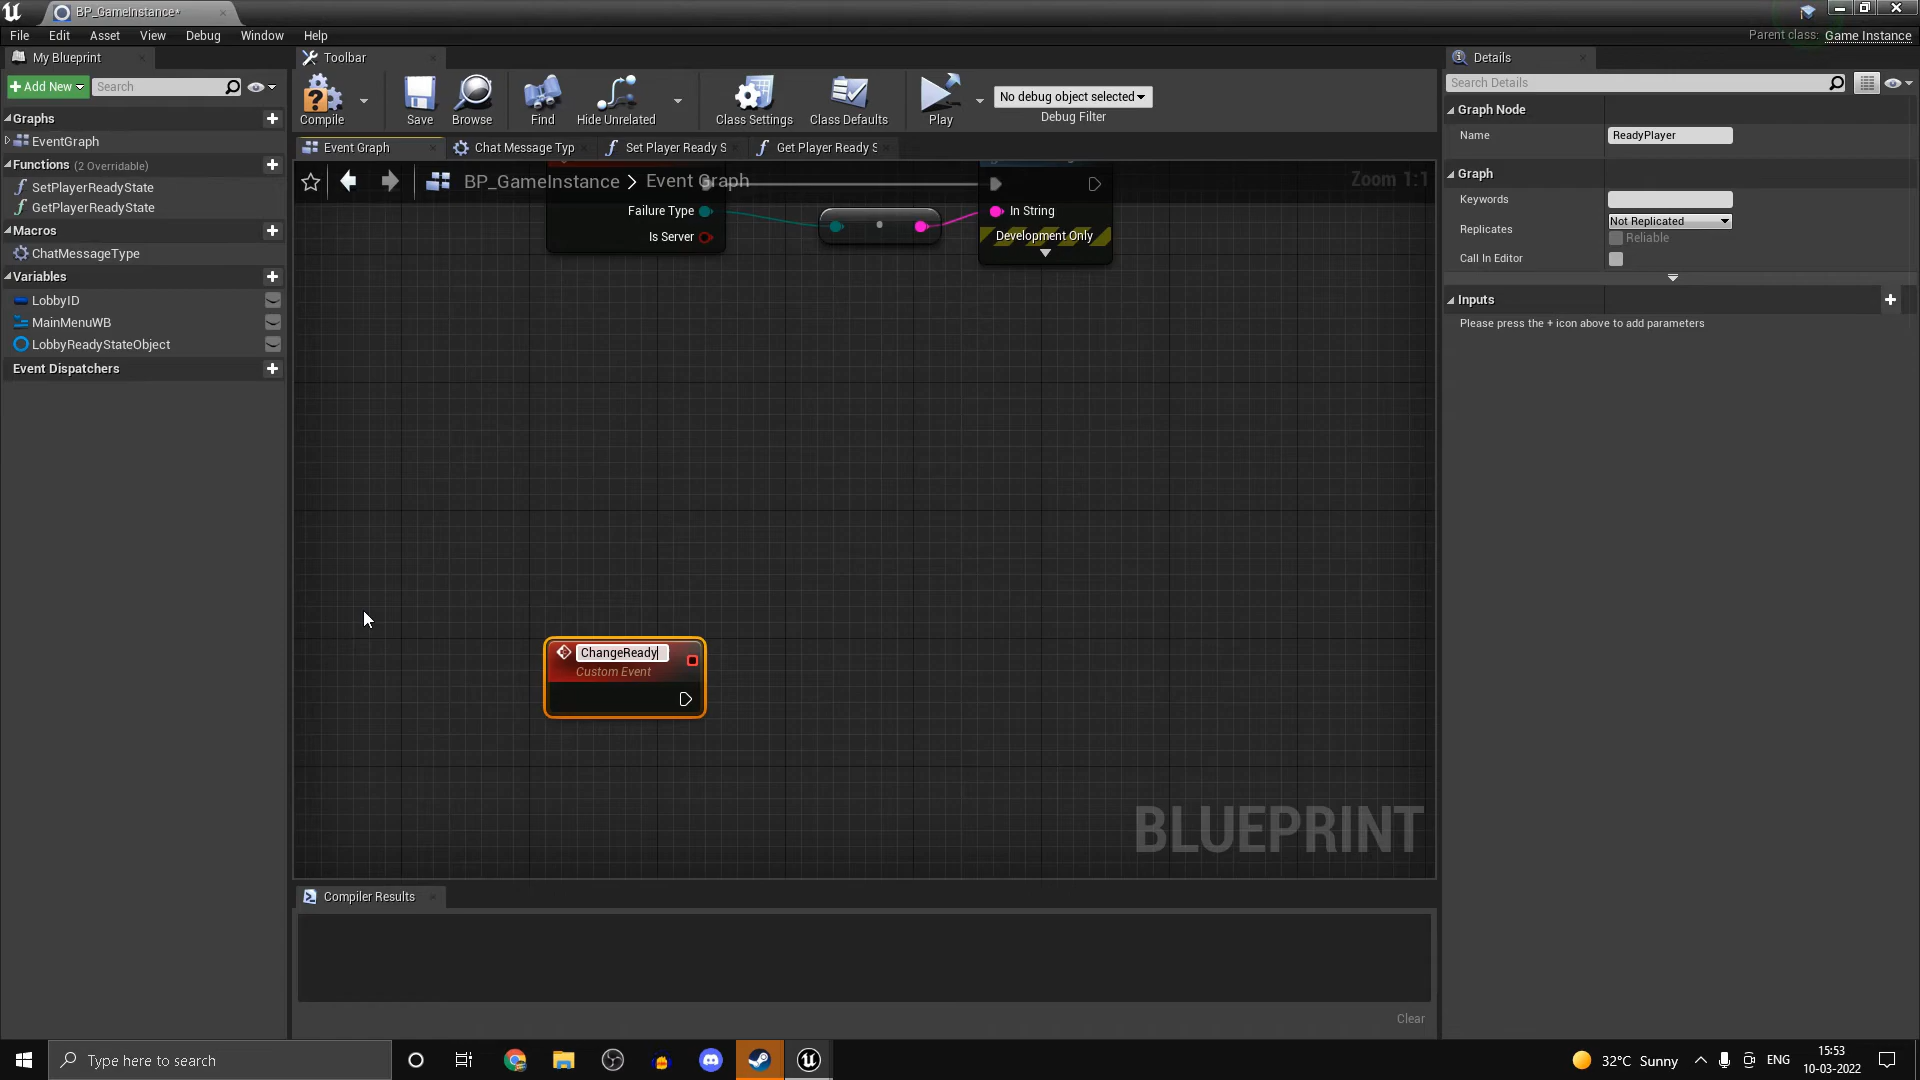 BP_GameInstance*
File Edit Asset View Debug Window Help
Parent class: Game Instance
My Blueprint
Toolbar
Details
Add New
Search
Search Details
Compile
Save
Browse
Find
Hide Unrelated
Class Settings
Class Defaults
Play
No debug object selected
Debug Filter
Graphs
EventGraph
Functions (2 Overridable)
SetPlayerReadyState
GetPlayerReadyState
Macros
ChatMessageType
Variables
LobbyID
MainMenuWB
LobbyReadyStateObject
Event Dispatchers
Event Graph
Chat Message Typ
Set Player Ready S
Get Player Ready S
BP_GameInstance > Event Graph
Zoom 1:1
Failure Type
Is Server
In String
Development Only
ChangeReady
Custom Event
BLUEPRINT
Graph Node
Name ReadyPlayer
Graph
Keywords
Replicates Not Replicated
Reliable
Call In Editor
Inputs
Please press the + icon above to add parameters
Compiler Results
Clear
Type here to search
32°C Sunny
ENG
15:53
10-03-2022